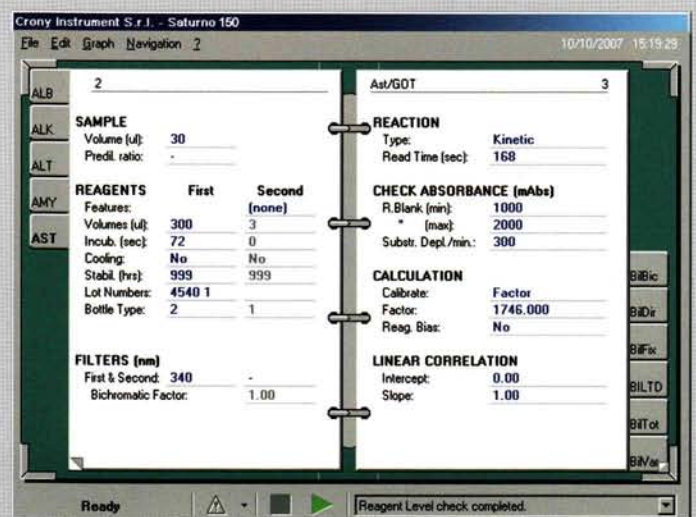 Crony Instrument S.r.l. - Saturno 150
File Edit Graph Navigation ? 10/10/2007 15:19:29
ALB
ALK
ALT
AMY
AST
2
SAMPLE
Volume (ul): 30
Predil. ratio: -
REAGENTS First Second
Features: (none)
Volumes (ul): 300 3
Incub. (sec): 72 0
Cooling: No No
Stabil. (hrs): 999 999
Lot Numbers: 4540 1
Bottle Type: 2 1
FILTERS (nm)
First & Second: 340 -
Bichromatic Factor: 1.00
Ast/GOT 3
REACTION
Type: Kinetic
Read Time (sec): 168
CHECK ABSORBANCE (mAbs)
R.Blank (min): 1000
" (max): 2000
Substr. Depl./min.: 300
CALCULATION
Calibrate: Factor
Factor: 1746.000
Reag. Bias: No
LINEAR CORRELATION
Intercept: 0.00
Slope: 1.00
BilBic
BilDir
BilFix
BILTD
BilTot
BilVas
Ready Reagent Level check completed.